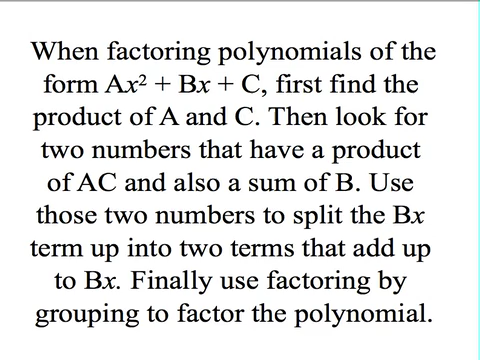 When factoring polynomials of the
form Ax² + Bx + C, first find the
product of A and C. Then look for
two numbers that have a product
of AC and also a sum of B. Use
those two numbers to split the Bx
term up into two terms that add up
to Bx. Finally use factoring by
grouping to factor the polynomial.